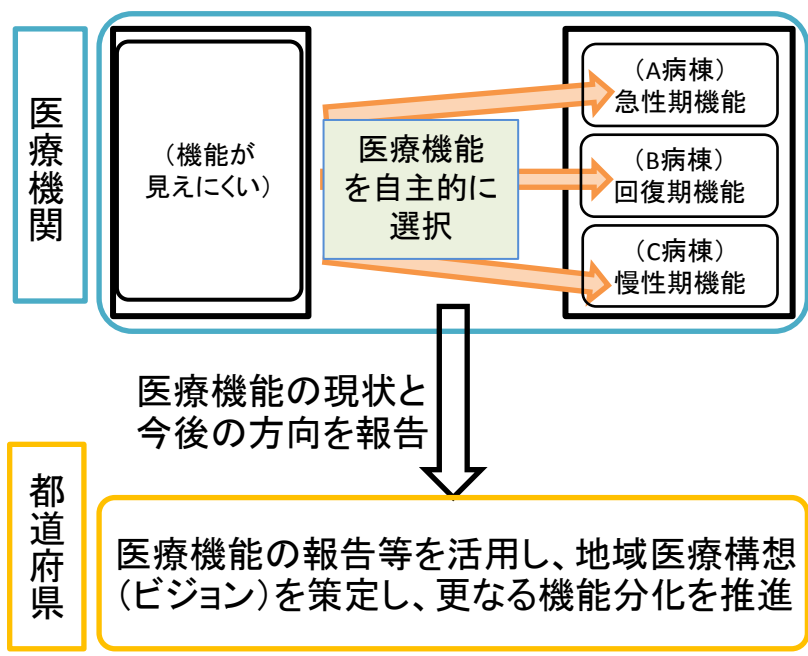 医療機関
（機能が
見えにくい）
医療機能
を自主的に
選択
（A病棟）
急性期機能
（B病棟）
回復期機能
（C病棟）
慢性期機能
医療機能の現状と
今後の方向を報告
都道府県
医療機能の報告等を活用し、地域医療構想
（ビジョン）を策定し、更なる機能分化を推進